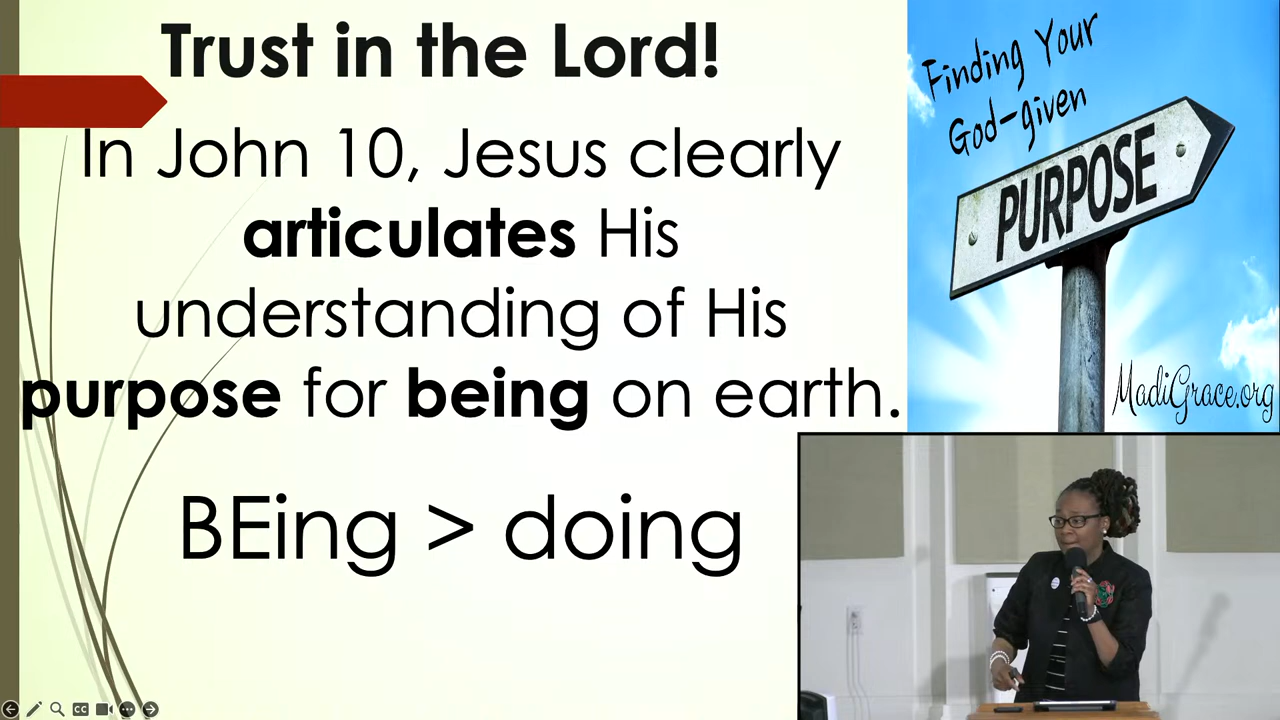 Trust in the Lord!
In John 10, Jesus clearly
articulates His
understanding of His
purpose for being on earth.
BEing > doing
Finding Your
God-given
PURPOSE
MadiGrace.org
CC